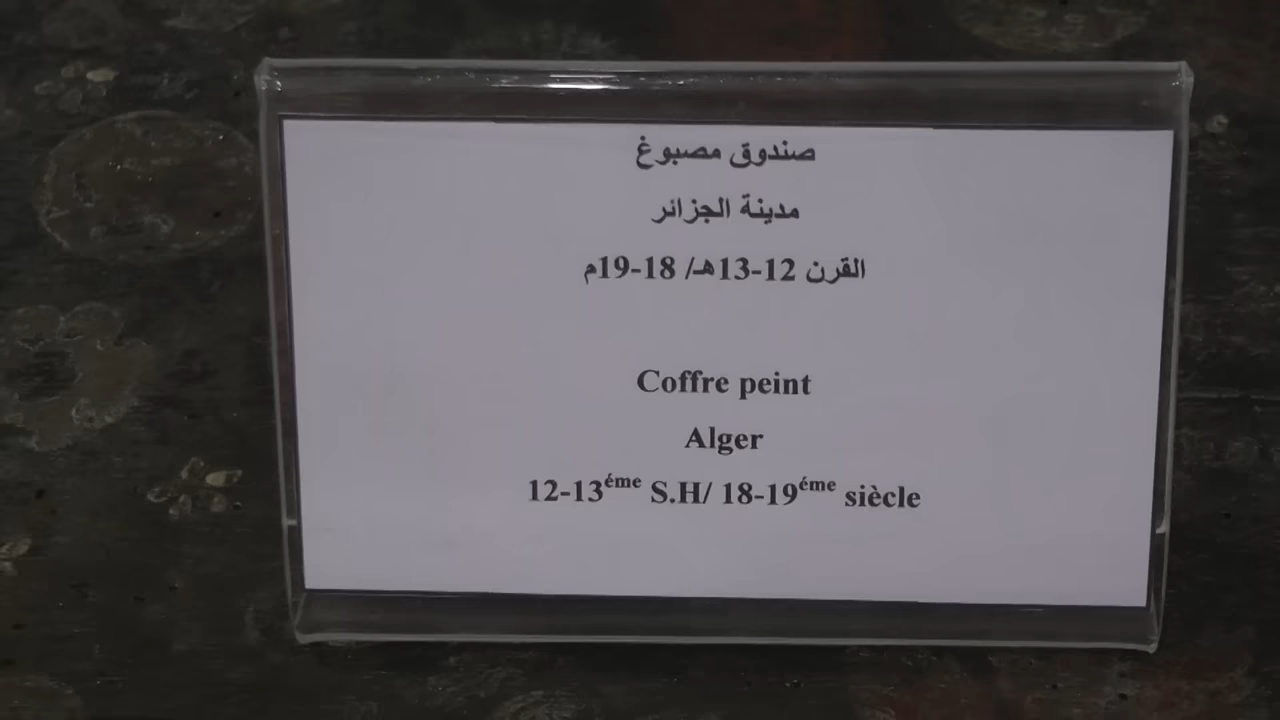 صندوق مصبوغ
مدينة الجزائر
القرن 12-13هـ/ 18-19م
Coffre peint
Alger
12-13éme S.H/ 18-19éme siècle